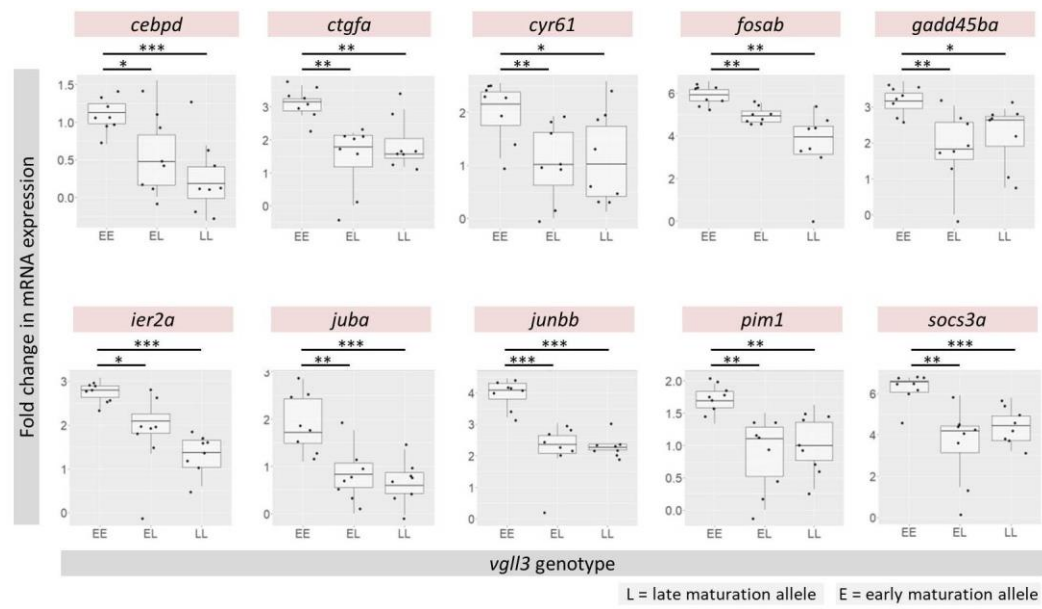 cebpd ctgfa cyr61 fosab gadd45ba
*** ** * ** *
* ** ** ** **
1.5 1.0 0.5 0.0
3 2 1 0
2 1 0
6 4 6 0
3 2 1 0
EE EL LL EE EL LL EE EL LL EE EL LL EE EL LL
Fold change in mRNA expression
ier2a juba junbb pim1 socs3a
*** *** *** ** ***
* ** *** ** **
3 2 1 0
3 2 1 0
4 3 2 1 0
2.0 1.5 1.0 0.5 0.0
6 4 2 0
EE EL LL EE EL LL EE EL LL EE EL LL EE EL LL
vgll3 genotype
L = late maturation allele E = early maturation allele